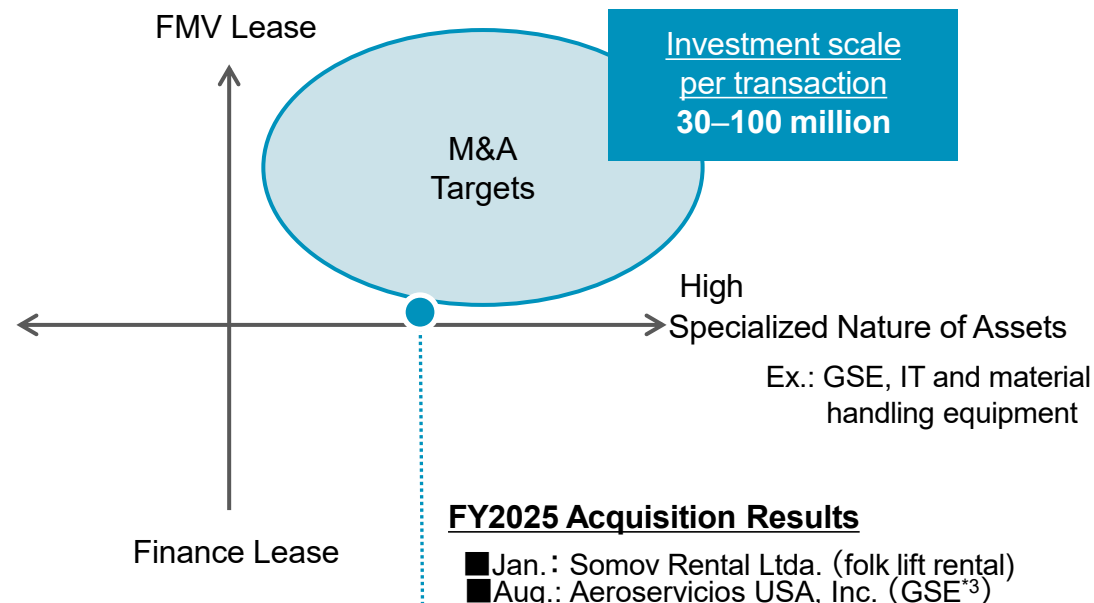 FMV Lease
Investment scale
per transaction
30–100 million
M&A
Targets
High
Specialized Nature of Assets
Ex.: GSE, IT and material
handling equipment
FY2025 Acquisition Results
Finance Lease
■Jan.: Somov Rental Ltda. (folk lift rental)
■Aug.: Aeroservicios USA, Inc. (GSE*3)